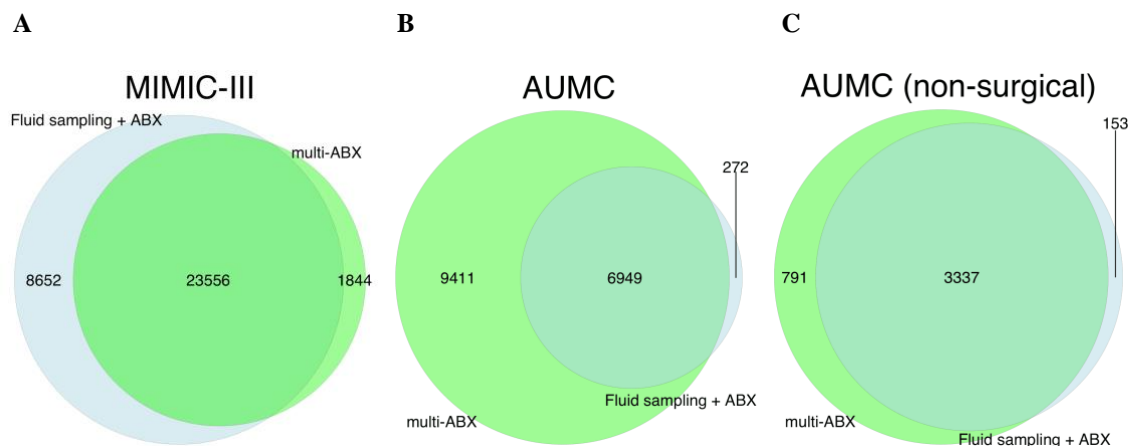 A
B
C
MIMIC-III
AUMC
AUMC (non-surgical)
Fluid sampling + ABX
multi-ABX
8652
23556
1844
272
9411
6949
Fluid sampling + ABX
multi-ABX
153
791
3337
multi-ABX
Fluid sampling + ABX